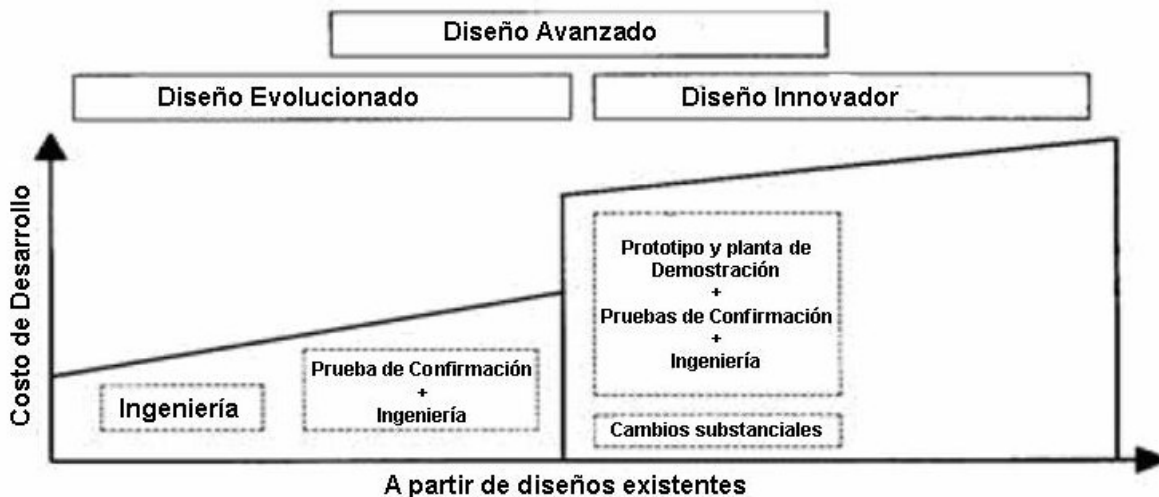 Diseño Avanzado
Diseño Evolucionado
Diseño Innovador
Costo de Desarrollo
Ingeniería
Prueba de Confirmación
+
Ingeniería
Prototipo y planta de
Demostración
+
Pruebas de Confirmación
+
Ingeniería
Cambios substanciales
A partir de diseños existentes